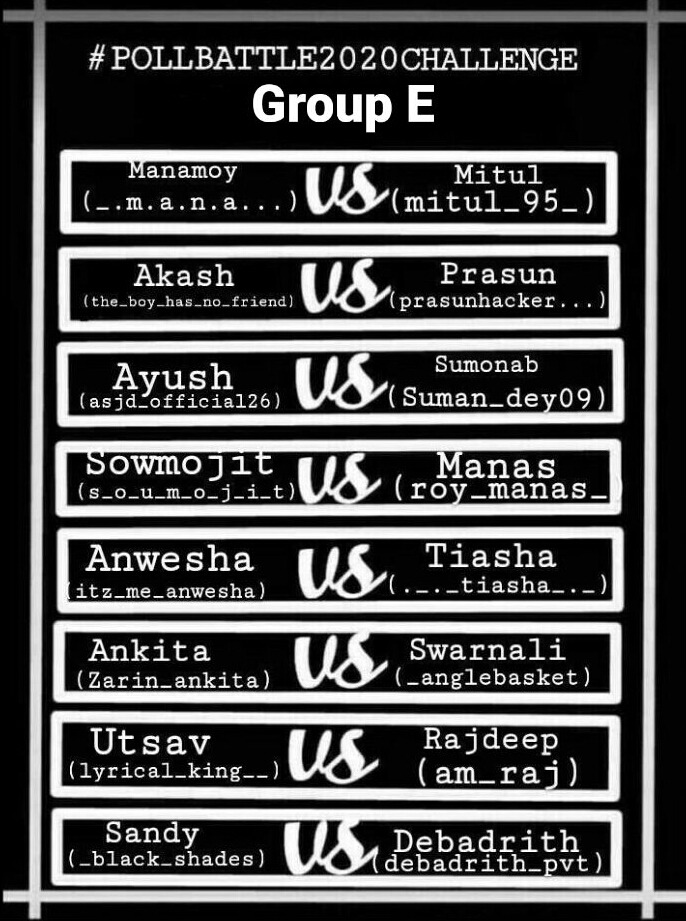 #POLLBATTLE2020CHALLENGE
Group E
Manamoy vs Mitul
(_.m.a.n.a...) (mitul_95_)
Akash vs Prasun
(the_boy_has_no_friend) (prasunhacker...)
Ayush vs Sumonab
(asjd_official26) (Suman_dey09)
Sowmojit vs Manas
(s_o_u_m_o_j_i_t) (roy_manas_)
Anwesha vs Tiasha
(itz_me_anwesha) (._._tiasha_._)
Ankita vs Swarnali
(Zarin_ankita) (_anglebasket)
Utsav vs Rajdeep
(lyrical_king__) (am_raj)
Sandy vs Debadrith
(_black_shades) (debadrith_pvt)